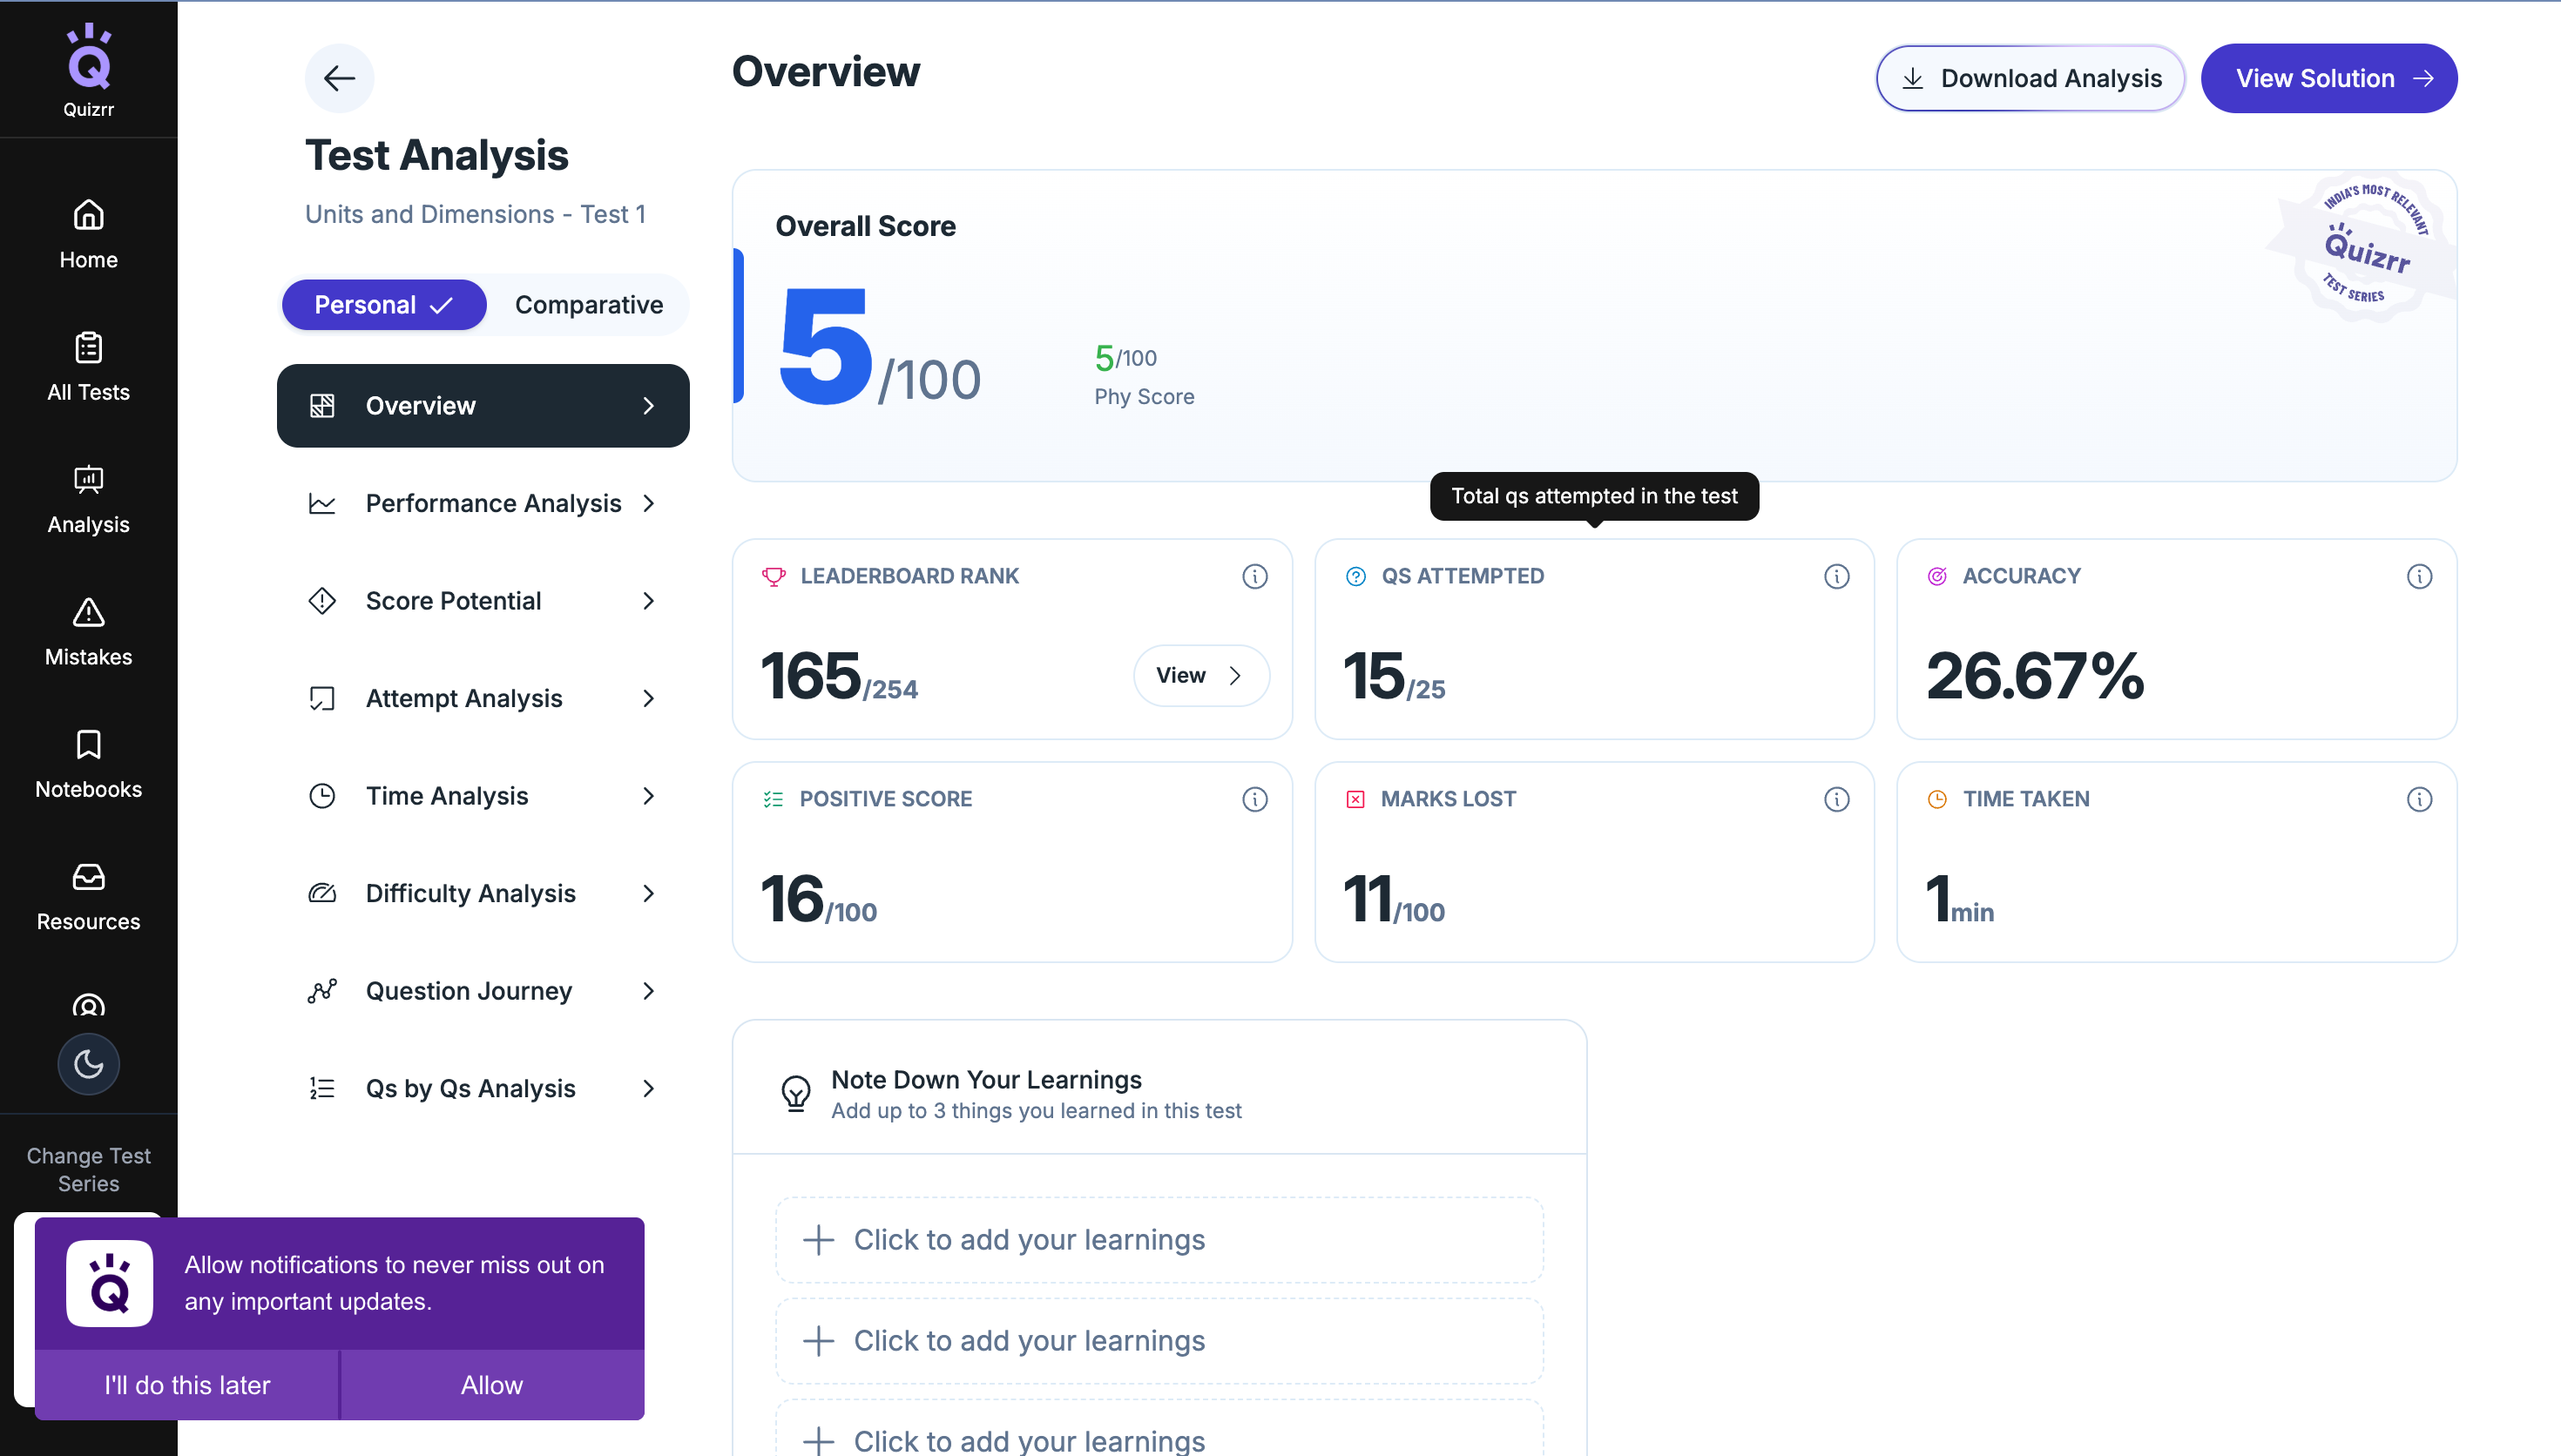 Quizrr
Home
All Tests
Analysis
Mistakes
Notebooks
Resources
Change Test
Series
Test Analysis
Units and Dimensions - Test 1
Personal
Comparative
Overview
Performance Analysis
Score Potential
Attempt Analysis
Time Analysis
Difficulty Analysis
Question Journey
Qs by Qs Analysis
Allow notifications to never miss out on
any important updates.
I'll do this later
Allow
Overview
Download Analysis
View Solution
Overall Score
5/100
5/100
Phy Score
INDIA'S MOST RELEVANT
Quizrr
TEST SERIES
Total qs attempted in the test
LEADERBOARD RANK
165/254
View
QS ATTEMPTED
15/25
ACCURACY
26.67%
POSITIVE SCORE
16/100
MARKS LOST
11/100
TIME TAKEN
1min
Note Down Your Learnings
Add up to 3 things you learned in this test
Click to add your learnings
Click to add your learnings
Click to add your learnings